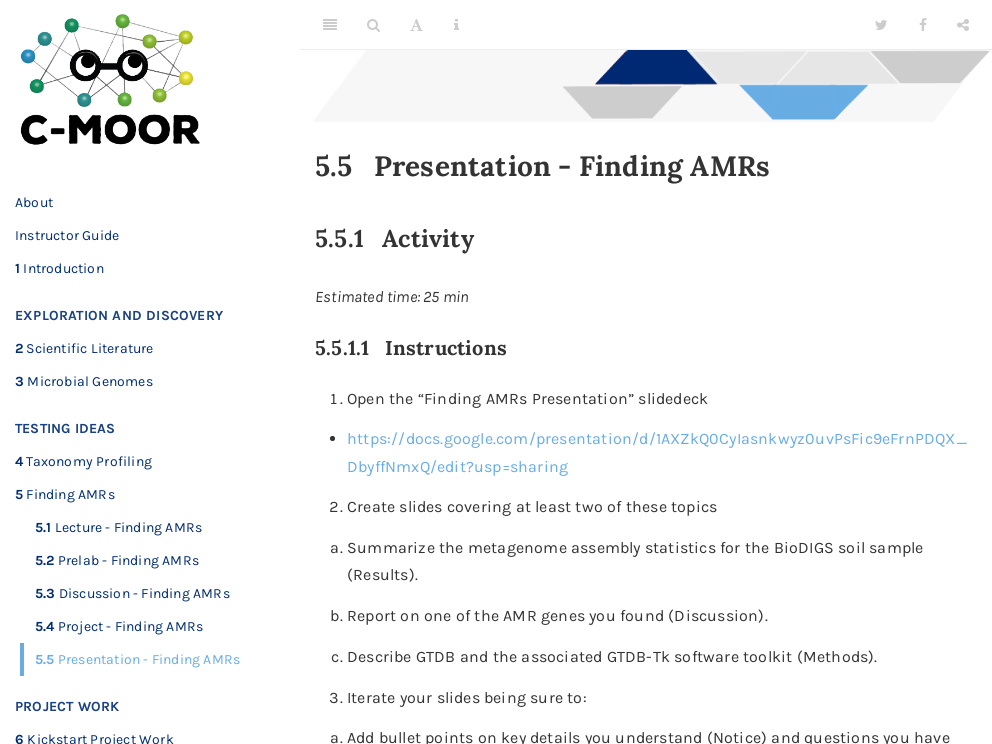 C-MOOR
About
Instructor Guide
1 Introduction
EXPLORATION AND DISCOVERY
2 Scientific Literature
3 Microbial Genomes
TESTING IDEAS
4 Taxonomy Profiling
5 Finding AMRs
5.1 Lecture - Finding AMRs
5.2 Prelab - Finding AMRs
5.3 Discussion - Finding AMRs
5.4 Project - Finding AMRs
5.5 Presentation - Finding AMRs
PROJECT WORK
6 Kickstart Project Work
5.5 Presentation - Finding AMRs
5.5.1 Activity
Estimated time: 25 min
5.5.1.1 Instructions
1. Open the “Finding AMRs Presentation” slidedeck
• https://docs.google.com/presentation/d/1AXZkQ0CyIasnkwyz0uvPsFic9eFrnPDQX_
DbyffNmxQ/edit?usp=sharing
2. Create slides covering at least two of these topics
a. Summarize the metagenome assembly statistics for the BioDIGS soil sample
(Results).
b. Report on one of the AMR genes you found (Discussion).
c. Describe GTDB and the associated GTDB-Tk software toolkit (Methods).
3. Iterate your slides being sure to:
a. Add bullet points on key details you understand (Notice) and questions you have